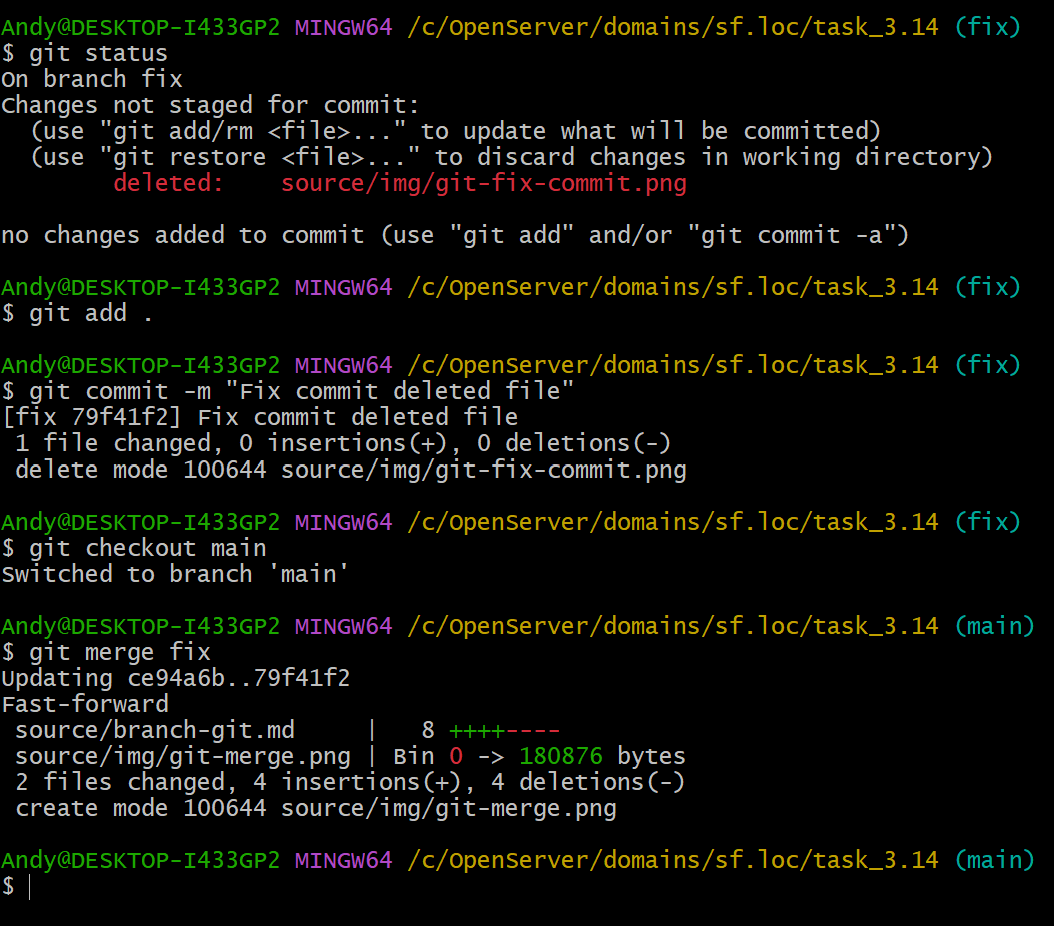 Andy@DESKTOP-I433GP2 MINGW64 /c/OpenServer/domains/sf.loc/task_3.14 (fix)
$ git status
On branch fix
Changes not staged for commit:
  (use "git add/rm <file>..." to update what will be committed)
  (use "git restore <file>..." to discard changes in working directory)
        deleted:    source/img/git-fix-commit.png

no changes added to commit (use "git add" and/or "git commit -a")

Andy@DESKTOP-I433GP2 MINGW64 /c/OpenServer/domains/sf.loc/task_3.14 (fix)
$ git add .

Andy@DESKTOP-I433GP2 MINGW64 /c/OpenServer/domains/sf.loc/task_3.14 (fix)
$ git commit -m "Fix commit deleted file"
[fix 79f41f2] Fix commit deleted file
 1 file changed, 0 insertions(+), 0 deletions(-)
 delete mode 100644 source/img/git-fix-commit.png

Andy@DESKTOP-I433GP2 MINGW64 /c/OpenServer/domains/sf.loc/task_3.14 (fix)
$ git checkout main
Switched to branch 'main'

Andy@DESKTOP-I433GP2 MINGW64 /c/OpenServer/domains/sf.loc/task_3.14 (main)
$ git merge fix
Updating ce94a6b..79f41f2
Fast-forward
 source/branch-git.md     |   8 ++++----
 source/img/git-merge.png | Bin 0 -> 180876 bytes
 2 files changed, 4 insertions(+), 4 deletions(-)
 create mode 100644 source/img/git-merge.png

Andy@DESKTOP-I433GP2 MINGW64 /c/OpenServer/domains/sf.loc/task_3.14 (main)
$